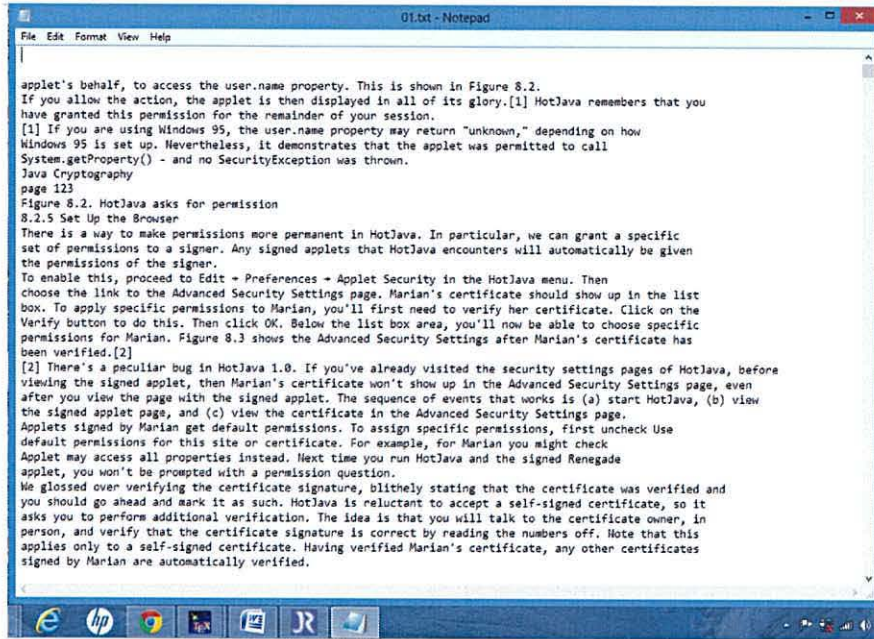 01.txt - Notepad
File Edit Format View Help
applet's behalf, to access the user.name property. This is shown in Figure 8.2.
If you allow the action, the applet is then displayed in all of its glory.[1] HotJava remembers that you
have granted this permission for the remainder of your session.
[1] If you are using Windows 95, the user.name property may return "unknown," depending on how
Windows 95 is set up. Nevertheless, it demonstrates that the applet was permitted to call
System.getProperty() - and no SecurityException was thrown.
Java Cryptography
page 123
Figure 8.2. HotJava asks for permission
8.2.5 Set Up the Browser
There is a way to make permissions more permanent in HotJava. In particular, we can grant a specific
set of permissions to a signer. Any signed applets that HotJava encounters will automatically be given
the permissions of the signer.
To enable this, proceed to Edit → Preferences → Applet Security in the HotJava menu. Then
choose the link to the Advanced Security Settings page. Marian's certificate should show up in the list
box. To apply specific permissions to Marian, you'll first need to verify her certificate. Click on the
Verify button to do this. Then click OK. Below the list box area, you'll now be able to choose specific
permissions for Marian. Figure 8.3 shows the Advanced Security Settings after Marian's certificate has
been verified.[2]
[2] There's a peculiar bug in HotJava 1.0. If you've already visited the security settings pages of HotJava, before
viewing the signed applet, then Marian's certificate won't show up in the Advanced Security Settings page, even
after you view the page with the signed applet. The sequence of events that works is (a) start HotJava, (b) view
the signed applet page, and (c) view the certificate in the Advanced Security Settings page.
Applets signed by Marian get default permissions. To assign specific permissions, first uncheck Use
default permissions for this site or certificate. For example, for Marian you might check
Applet may access all properties instead. Next time you run HotJava and the signed Renegade
applet, you won't be prompted with a permission question.
We glossed over verifying the certificate signature, blithely stating that the certificate was verified and
you should go ahead and mark it as such. HotJava is reluctant to accept a self-signed certificate, so it
asks you to perform additional verification. The idea is that you will talk to the certificate owner, in
person, and verify that the certificate signature is correct by reading the numbers off. Note that this
applies only to a self-signed certificate. Having verified Marian's certificate, any other certificates
signed by Marian are automatically verified.
hp
TEX
JR